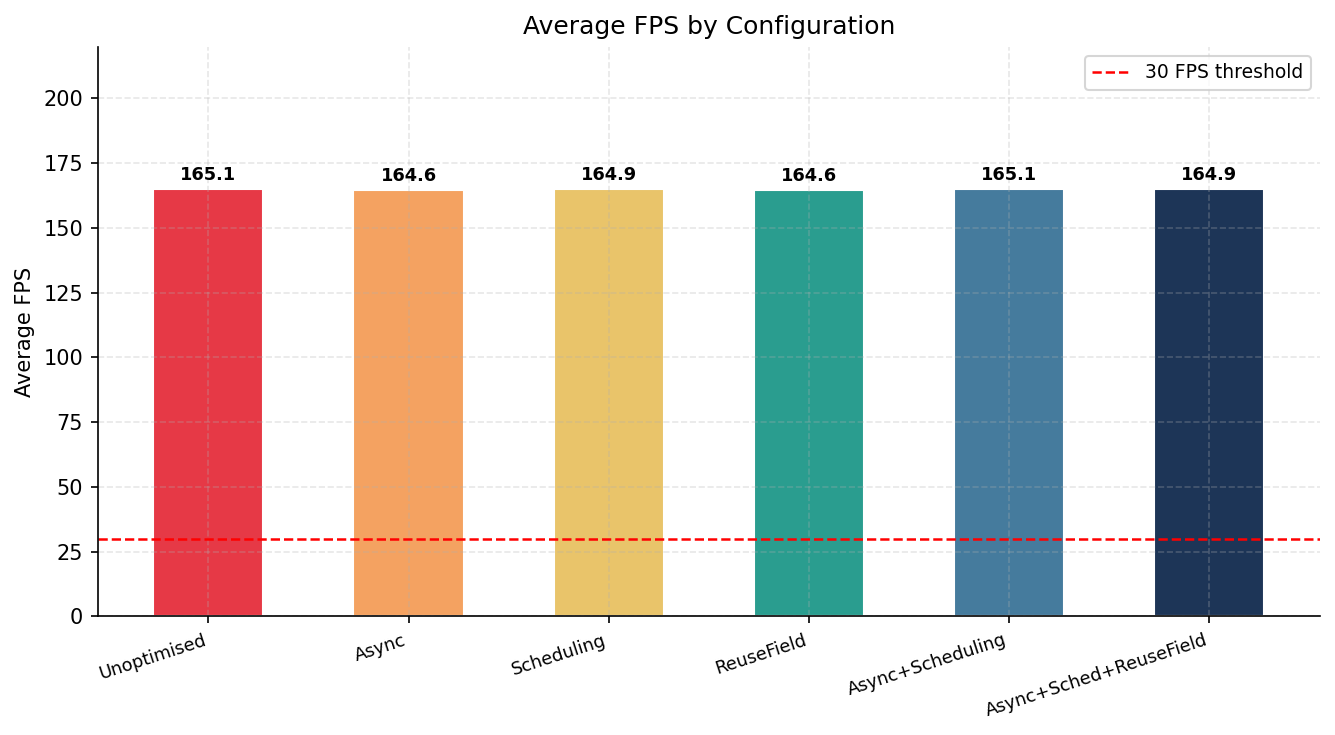 Average FPS by Configuration
30 FPS threshold
Average FPS
200
175
150
125
100
75
50
25
0
165.1
164.6
164.9
164.6
165.1
164.9
Unoptimised
Async
Scheduling
ReuseField
Async+Scheduling
Async+Sched+ReuseField